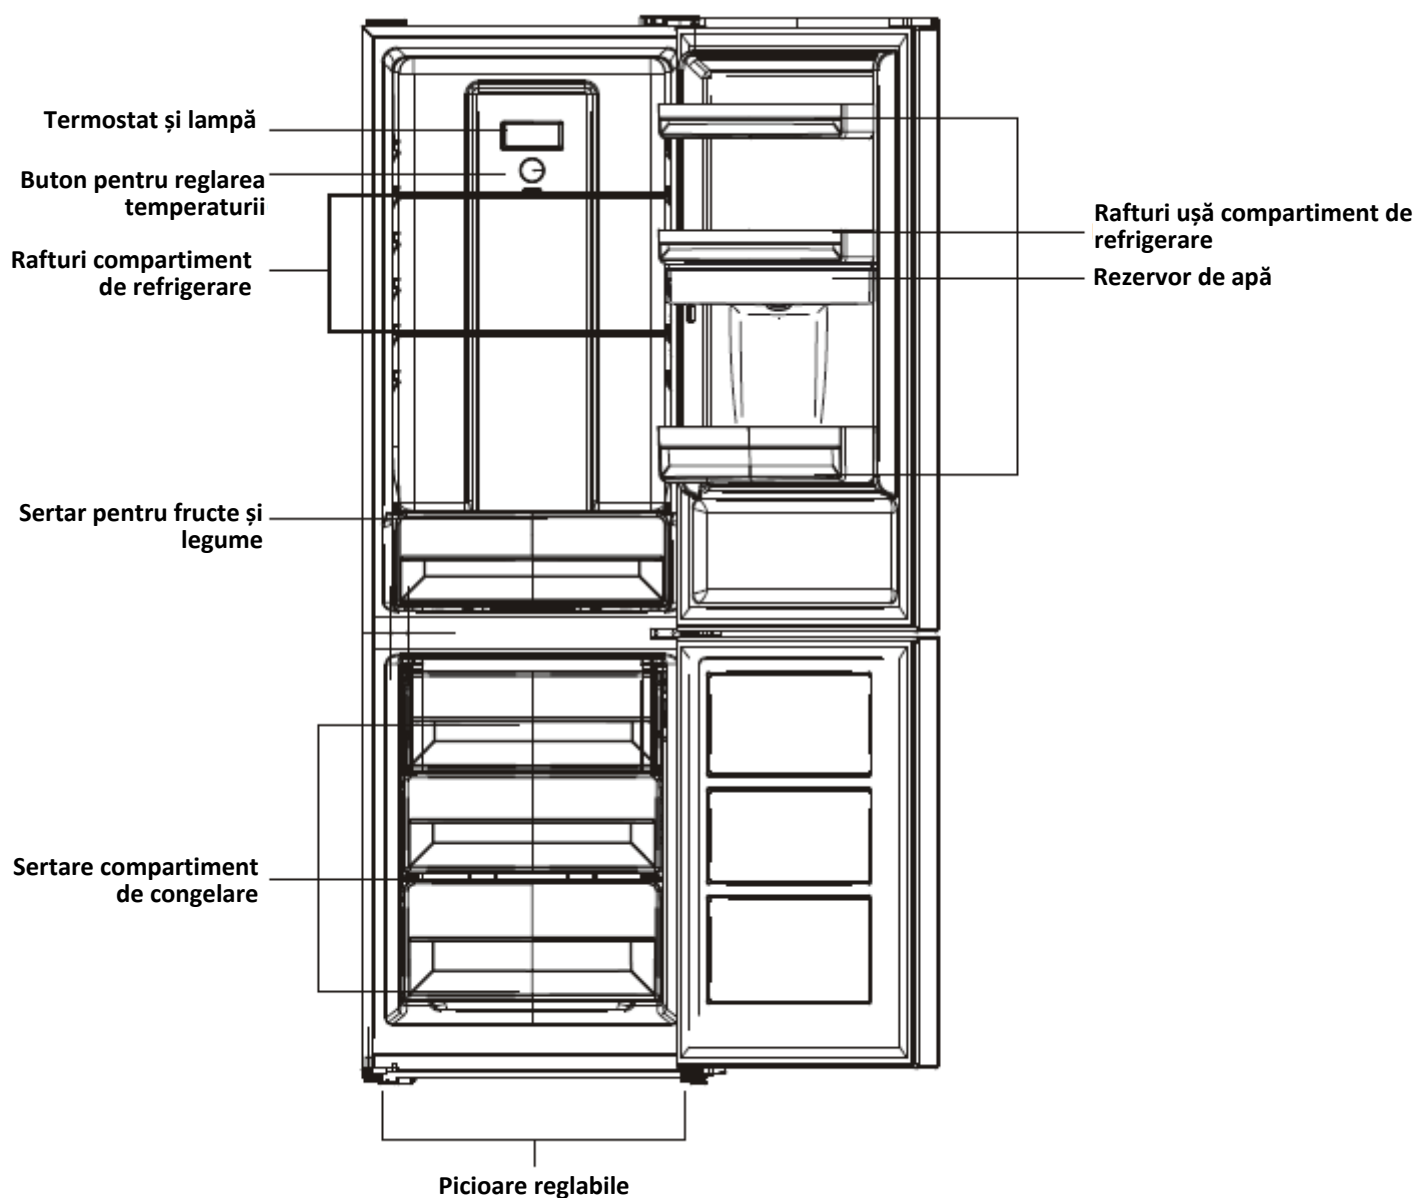 Termostat și lampă
Buton pentru reglarea
temperaturii
Rafturi compartiment
de refrigerare
Sertar pentru fructe și
legume
Sertare compartiment
de congelare
Rafturi ușă compartiment de
refrigerare
Rezervor de apă
Picioare reglabile